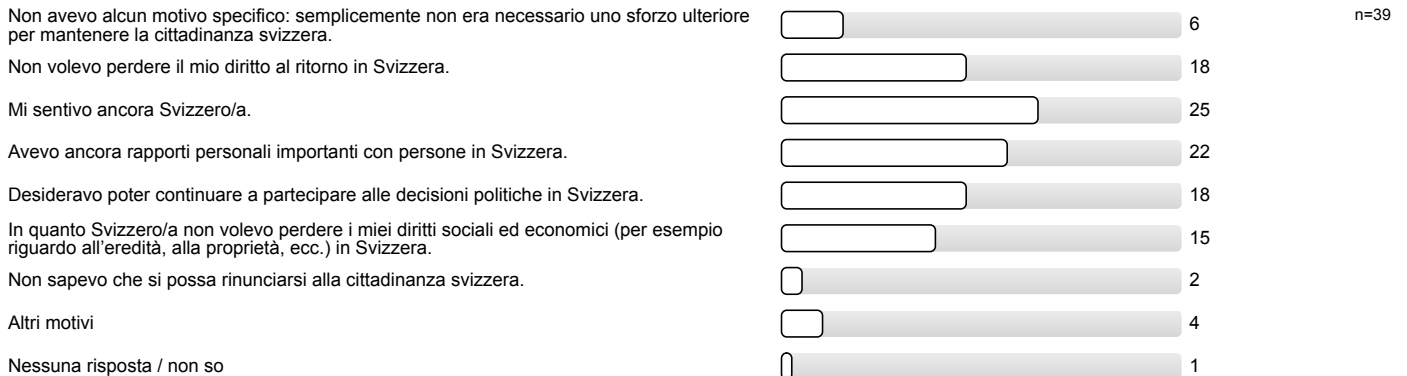 Non avevo alcun motivo specifico: semplicemente non era necessario uno sforzo ulteriore
per mantenere la cittadinanza svizzera.
6
n=39
Non volevo perdere il mio diritto al ritorno in Svizzera.
18
Mi sentivo ancora Svizzero/a.
25
Avevo ancora rapporti personali importanti con persone in Svizzera.
22
Desideravo poter continuare a partecipare alle decisioni politiche in Svizzera.
18
In quanto Svizzero/a non volevo perdere i miei diritti sociali ed economici (per esempio
riguardo all'eredità, alla proprietà, ecc.) in Svizzera.
15
Non sapevo che si possa rinunciarsi alla cittadinanza svizzera.
2
Altri motivi
4
Nessuna risposta / non so
1